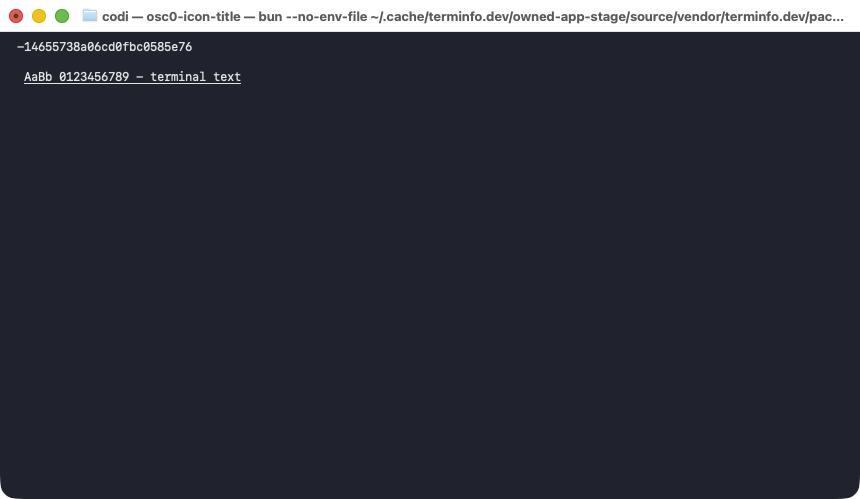 codi — osc0-icon-title — bun --no-env-file ~/.cache/terminfo.dev/owned-app-stage/source/vendor/terminfo.dev/pac...
—14655738a06cd0fbc0585e76
AaBb 0123456789 — terminal text